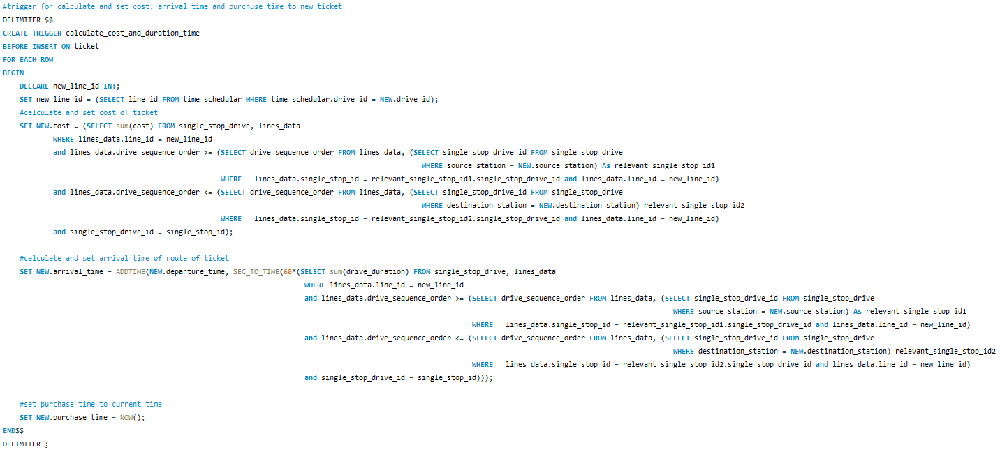 #trigger for calculate and set cost, arrival time and purchuse time to new ticket
DELIMITER $$
CREATE TRIGGER calculate_cost_and_duration_time
BEFORE INSERT ON ticket
FOR EACH ROW
BEGIN
    DECLARE new_line_id INT;
    SET new_line_id = (SELECT line_id FROM time_schedular WHERE time_schedular.drive_id = NEW.drive_id);
    #calculate and set cost of ticket
    SET NEW.cost = (SELECT sum(cost) FROM single_stop_drive, lines_data
            WHERE lines_data.line_id = new_line_id
            and lines_data.drive_sequence_order >= (SELECT drive_sequence_order FROM lines_data, (SELECT single_stop_drive_id FROM single_stop_drive
                                                                                                    WHERE source_station = NEW.source_station) As relevant_single_stop_id1
                                                    WHERE   lines_data.single_stop_id = relevant_single_stop_id1.single_stop_drive_id and lines_data.line_id = new_line_id)
            and lines_data.drive_sequence_order <= (SELECT drive_sequence_order FROM lines_data, (SELECT single_stop_drive_id FROM single_stop_drive
                                                                                                    WHERE destination_station = NEW.destination_station) relevant_single_stop_id2
                                                    WHERE   lines_data.single_stop_id = relevant_single_stop_id2.single_stop_drive_id and lines_data.line_id = new_line_id)
            and single_stop_drive_id = single_stop_id);

    #calculate and set arrival time of route of ticket
    SET NEW.arrival_time = ADDTIME(NEW.departure_time, SEC_TO_TIME(60*(SELECT sum(drive_duration) FROM single_stop_drive, lines_data
                                                                        WHERE lines_data.line_id = new_line_id
                                                                        and lines_data.drive_sequence_order >= (SELECT drive_sequence_order FROM lines_data, (SELECT single_stop_drive_id FROM single_stop_drive
                                                                                                                                                                WHERE source_station = NEW.source_station) As relevant_single_stop_id1
                                                                                                                WHERE   lines_data.single_stop_id = relevant_single_stop_id1.single_stop_drive_id and lines_data.line_id = new_line_id)
                                                                        and lines_data.drive_sequence_order <= (SELECT drive_sequence_order FROM lines_data, (SELECT single_stop_drive_id FROM single_stop_drive
                                                                                                                                                                WHERE destination_station = NEW.destination_station) relevant_single_stop_id2
                                                                                                                WHERE   lines_data.single_stop_id = relevant_single_stop_id2.single_stop_drive_id and lines_data.line_id = new_line_id)
                                                                        and single_stop_drive_id = single_stop_id)));

    #set purchase time to current time
    SET NEW.purchase_time = NOW();
END$$
DELIMITER ;